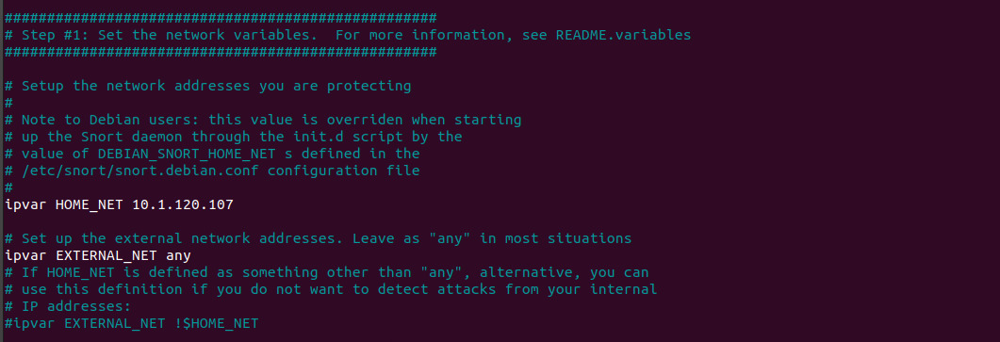 ###################################################
# Step #1: Set the network variables.  For more information, see README.variables
###################################################
# Setup the network addresses you are protecting
#
# Note to Debian users: this value is overriden when starting
# up the Snort daemon through the init.d script by the
# value of DEBIAN_SNORT_HOME_NET s defined in the
# /etc/snort/snort.debian.conf configuration file
#
ipvar HOME_NET 10.1.120.107
# Set up the external network addresses. Leave as "any" in most situations
ipvar EXTERNAL_NET any
# If HOME_NET is defined as something other than "any", alternative, you can
# use this definition if you do not want to detect attacks from your internal
# IP addresses:
#ipvar EXTERNAL_NET !$HOME_NET